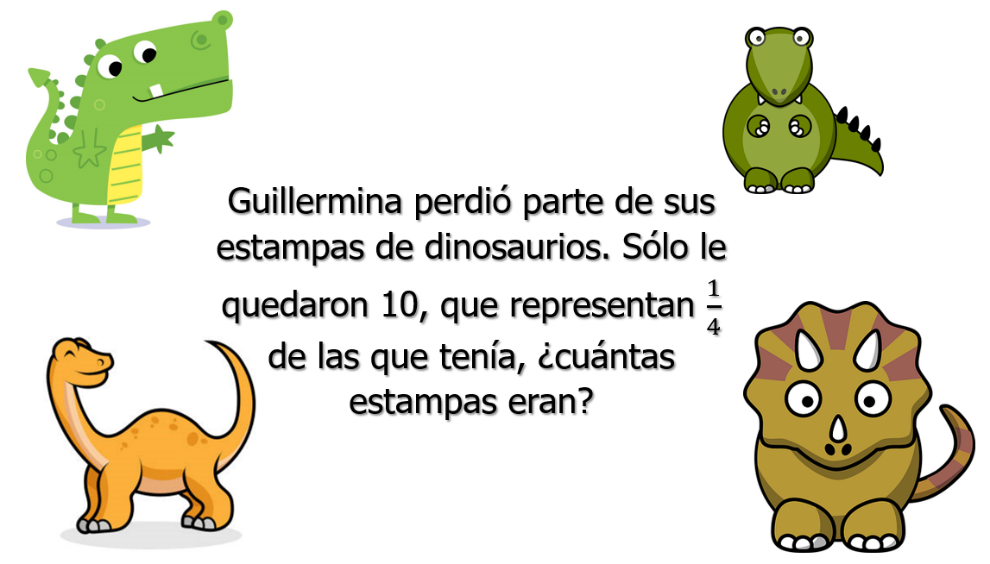 Guillermina perdió parte de sus
estampas de dinosaurios. Sólo le
quedaron 10, que representan 1/4
de las que tenía, ¿cuántas
estampas eran?